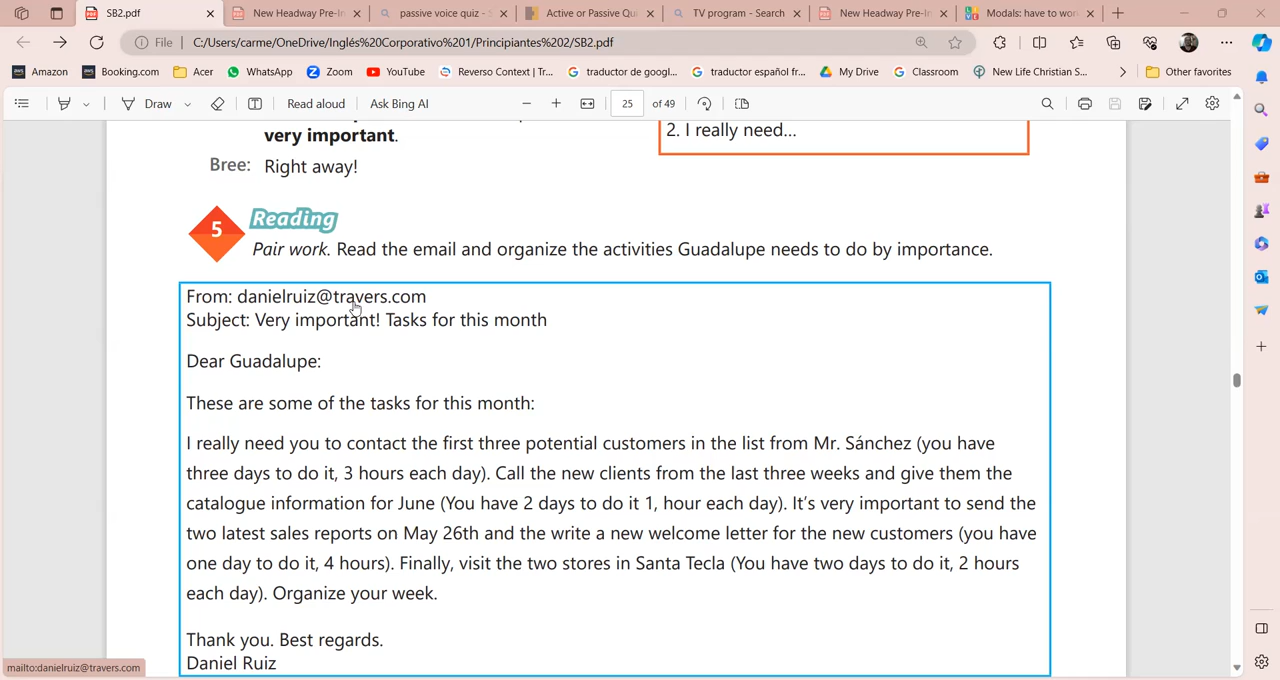 SB2.pdf
New Headway Pre-In
passive voice quiz - 
Active or Passive Qu
TV program - Search
New Headway Pre-In
Modals: have to wo
File C:/Users/carme/OneDrive/Inglés%20Corporativo%201/Principiantes%202/SB2.pdf
Amazon Booking.com Acer WhatsApp Zoom YouTube Reverso Context | Tr... traductor de googl... traductor español fr... My Drive Classroom New Life Christian S... Other favorites
Draw Read aloud Ask Bing AI 25 of 49
very important.
2. I really need...
Bree: Right away!
5 Reading
Pair work. Read the email and organize the activities Guadalupe needs to do by importance.
From: danielruiz@travers.com
Subject: Very important! Tasks for this month
Dear Guadalupe:
These are some of the tasks for this month:
I really need you to contact the first three potential customers in the list from Mr. Sánchez (you have
three days to do it, 3 hours each day). Call the new clients from the last three weeks and give them the
catalogue information for June (You have 2 days to do it 1, hour each day). It's very important to send the
two latest sales reports on May 26th and the write a new welcome letter for the new customers (you have
one day to do it, 4 hours). Finally, visit the two stores in Santa Tecla (You have two days to do it, 2 hours
each day). Organize your week.
Thank you. Best regards.
Daniel Ruiz
mailto:danielruiz@travers.com